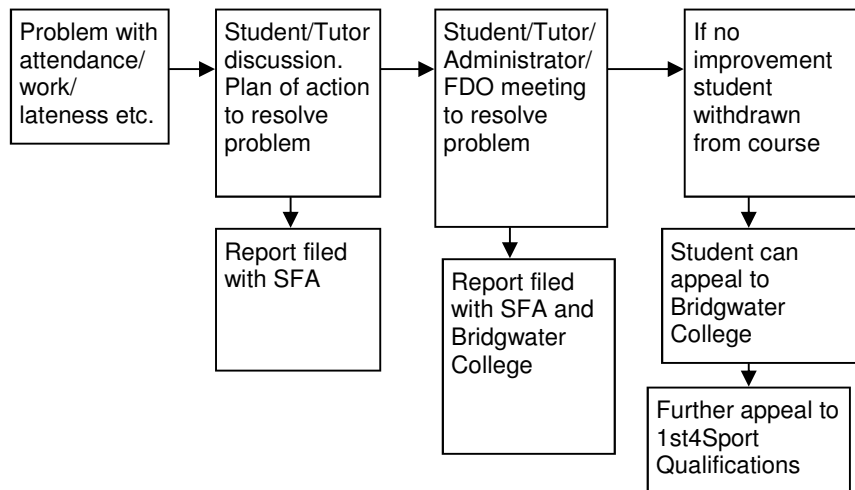 Problem with
attendance/
work/
lateness etc.
Student/Tutor
discussion.
Plan of action
to resolve
problem
Student/Tutor/
Administrator/
FDO meeting
to resolve
problem
If no
improvement
student
withdrawn
from course
Report filed
with SFA
Report filed
with SFA and
Bridgwater
College
Student can
appeal to
Bridgwater
College
Further appeal to
1st4Sport
Qualifications